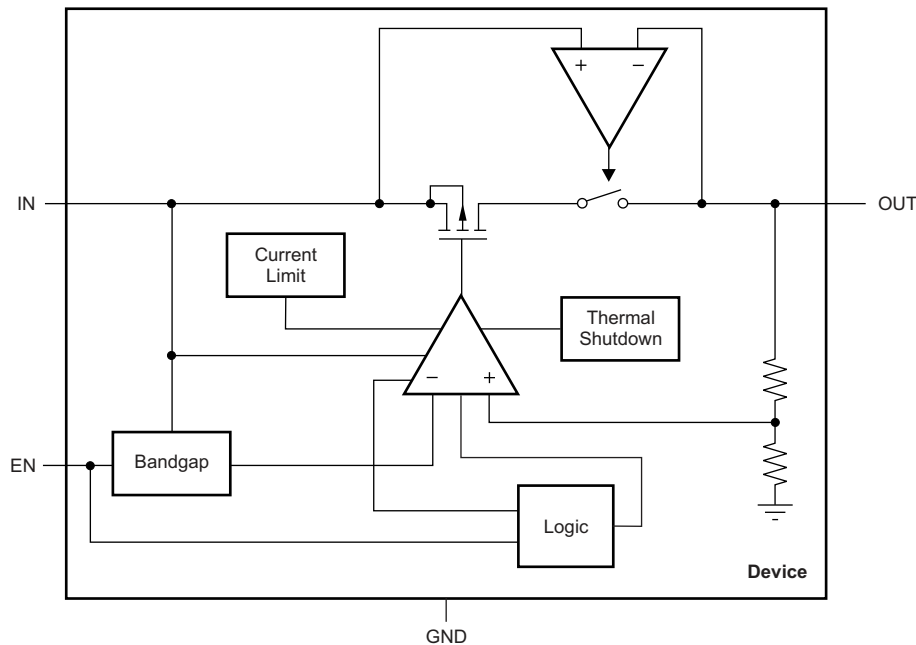 + −
IN
OUT
Current
Limit
Thermal
Shutdown
− +
EN
Bandgap
Logic
Device
GND